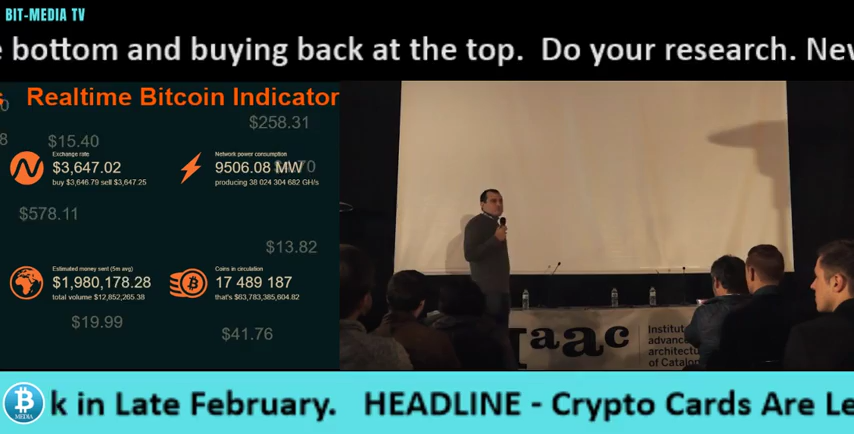 BIT-MEDIA TV
e bottom and buying back at the top. Do your research. Nev
Realtime Bitcoin Indicator
$258.31
$15.40
Exchange rate
$3,647.02
buy $3,646.79 sell $3,647.25
Network power consumption
9506.08 MW
producing 38 024 304 682 GH/s
$578.11
$13.82
Estimated money sent (5m avg)
$1,980,178.28
total volume $12,852,265.38
Coins in circulation
17 489 187
that's $63,783,385,604.82
$19.99
$41.76
Iaac
Institut
advance
architectu
of Catalon
MEDIA
k in Late February. HEADLINE - Crypto Cards Are Le